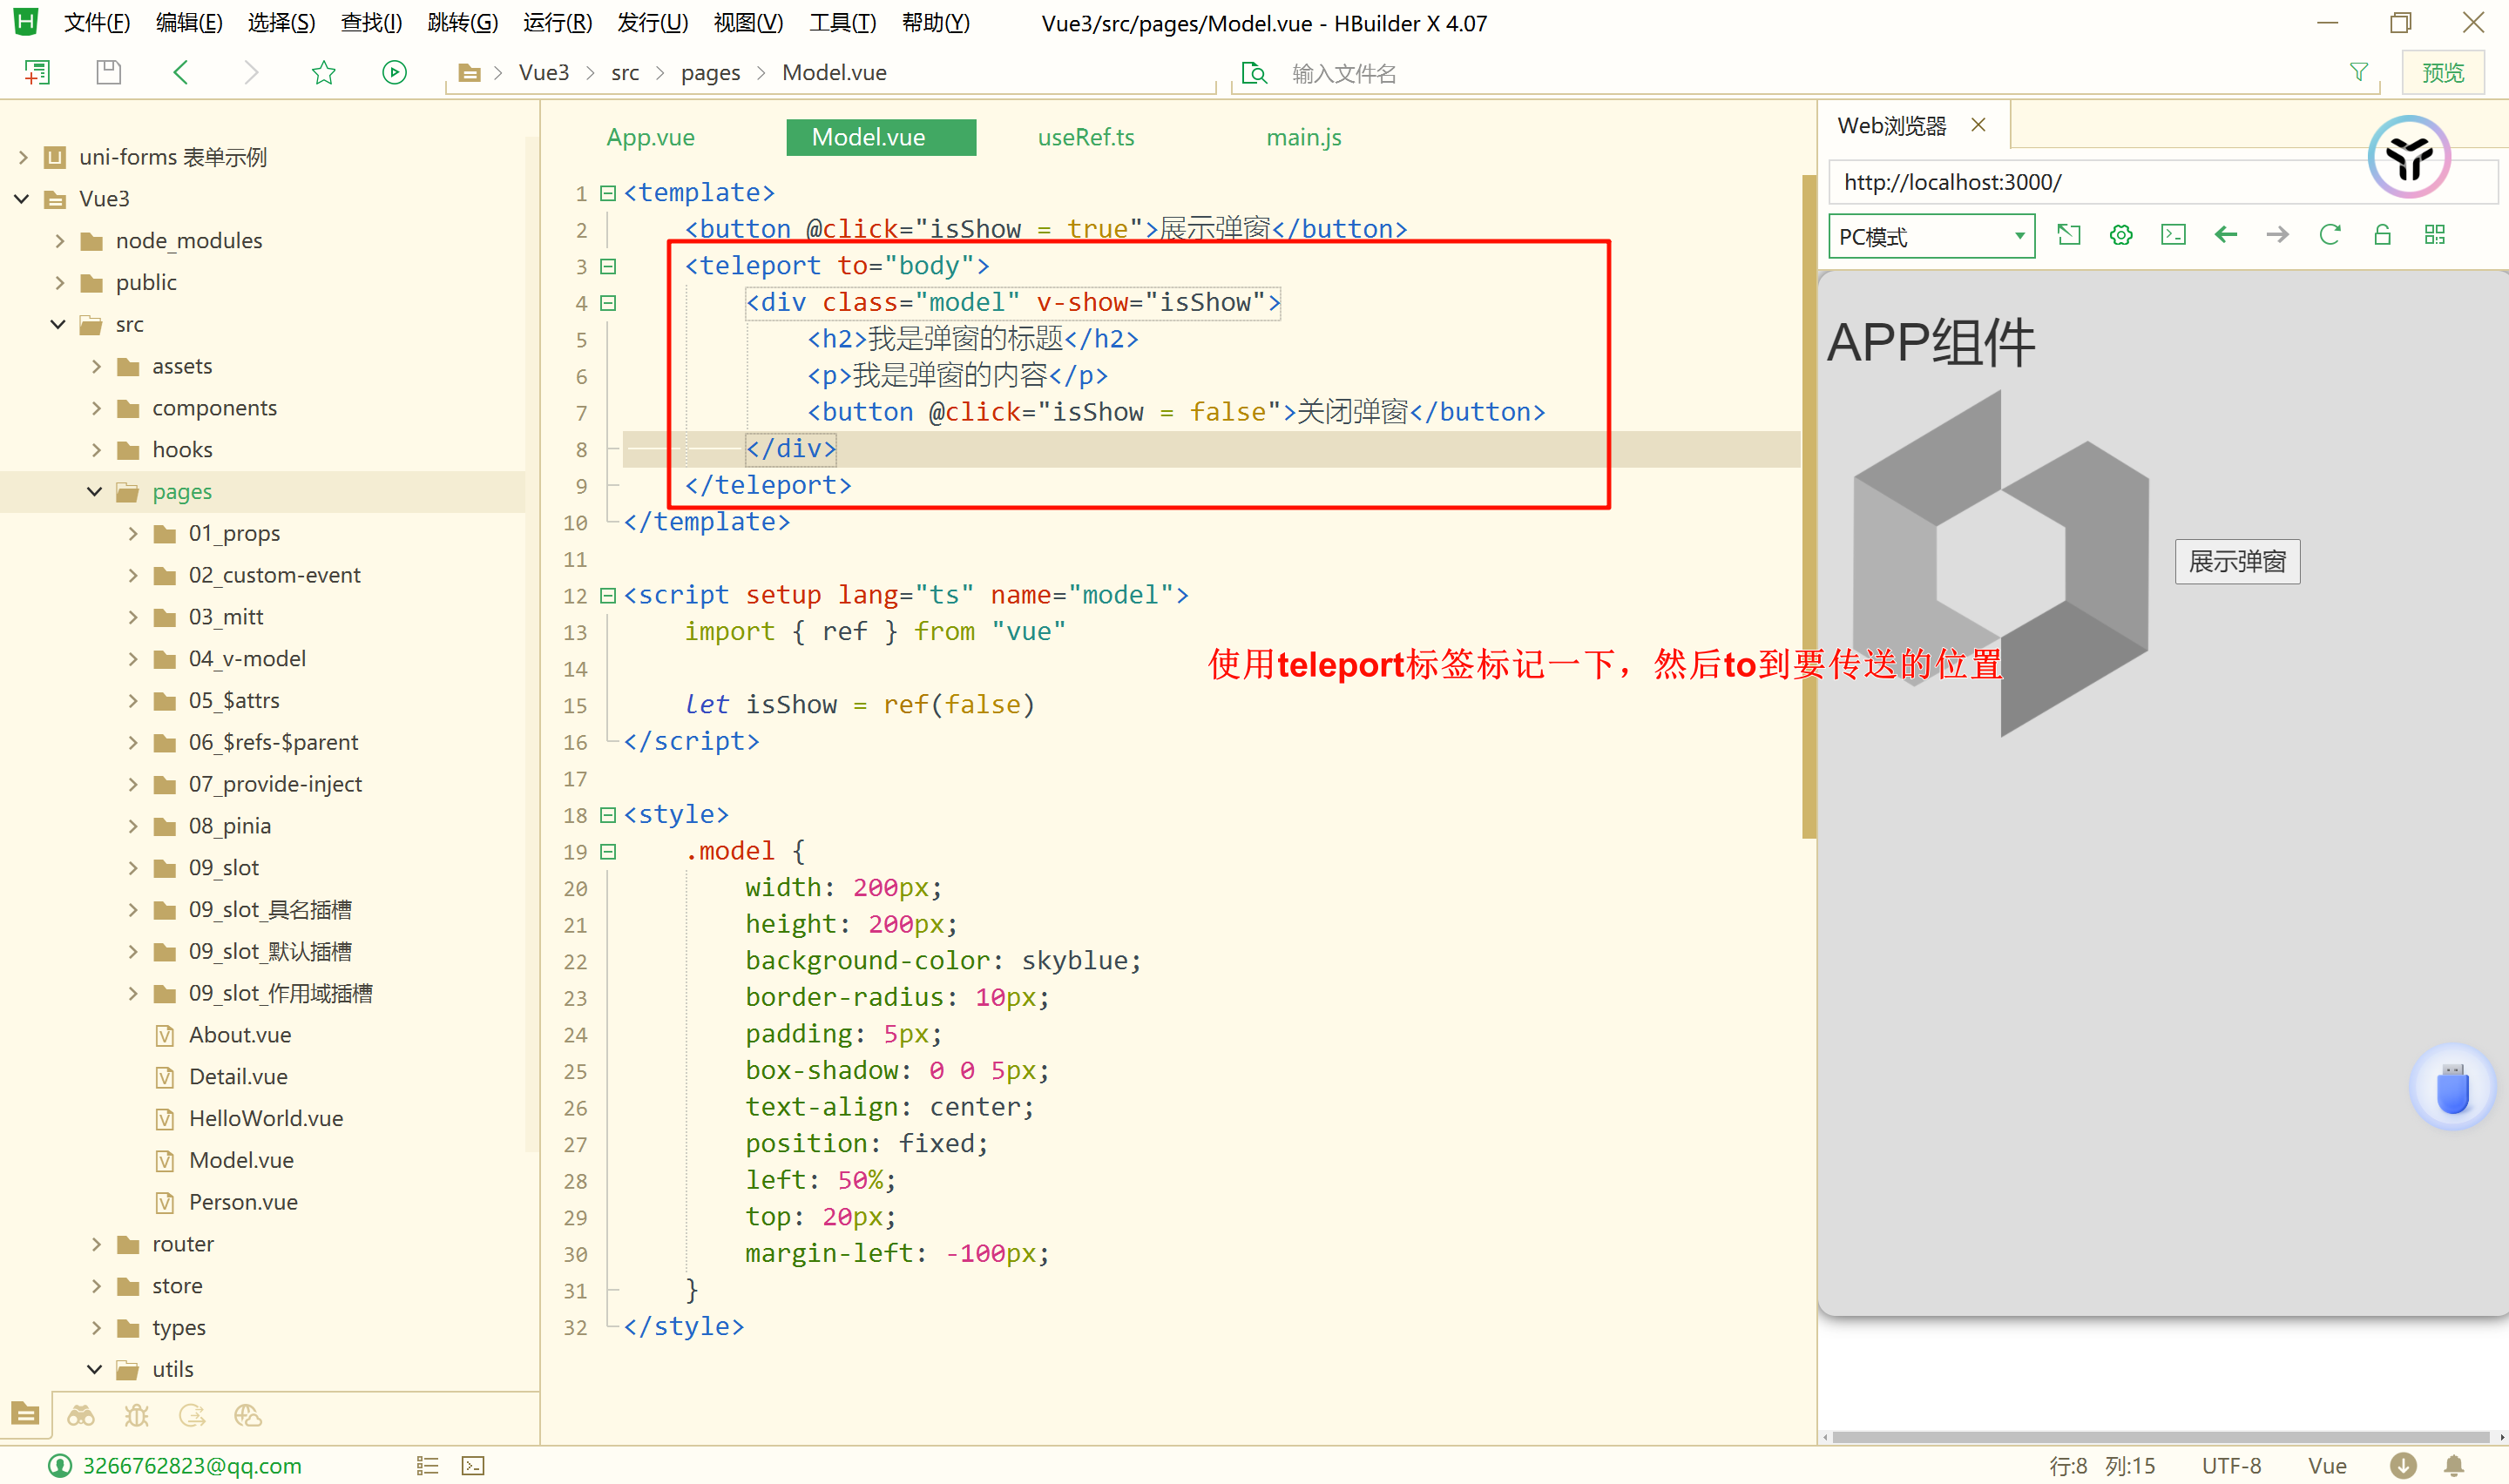 文件(F) 编辑(E) 选择(S) 查找(I) 跳转(G) 运行(R) 发行(U) 视图(V) 工具(T) 帮助(Y) Vue3/src/pages/Model.vue - HBuilder X 4.07
Vue3 src pages Model.vue 输入文件名 预览
uni-forms 表单示例
Vue3
node_modules
public
src
assets
components
hooks
pages
01_props
02_custom-event
03_mitt
04_v-model
05_$attrs
06_$refs-$parent
07_provide-inject
08_pinia
09_slot
09_slot_具名插槽
09_slot_默认插槽
09_slot_作用域插槽
About.vue
Detail.vue
HelloWorld.vue
Model.vue
Person.vue
router
store
types
utils
App.vue Model.vue useRef.ts main.js
1 <template>
2 <button @click="isShow = true">展示弹窗</button>
3 <teleport to="body">
4 <div class="model" v-show="isShow">
5 <h2>我是弹窗的标题</h2>
6 <p>我是弹窗的内容</p>
7 <button @click="isShow = false">关闭弹窗</button>
8 </div>
9 </teleport>
10 </template>
11
12 <script setup lang="ts" name="model">
13 import { ref } from "vue"
14
15 let isShow = ref(false)
16 </script>
17
18 <style>
19 .model {
20 width: 200px;
21 height: 200px;
22 background-color: skyblue;
23 border-radius: 10px;
24 padding: 5px;
25 box-shadow: 0 0 5px;
26 text-align: center;
27 position: fixed;
28 left: 50%;
29 top: 20px;
30 margin-left: -100px;
31 }
32 </style>
使用teleport标签标记一下，然后to到要传送的位置
Web浏览器
http://localhost:3000/
PC模式
APP组件
展示弹窗
3266762823@qq.com 行:8 列:15 UTF-8 Vue